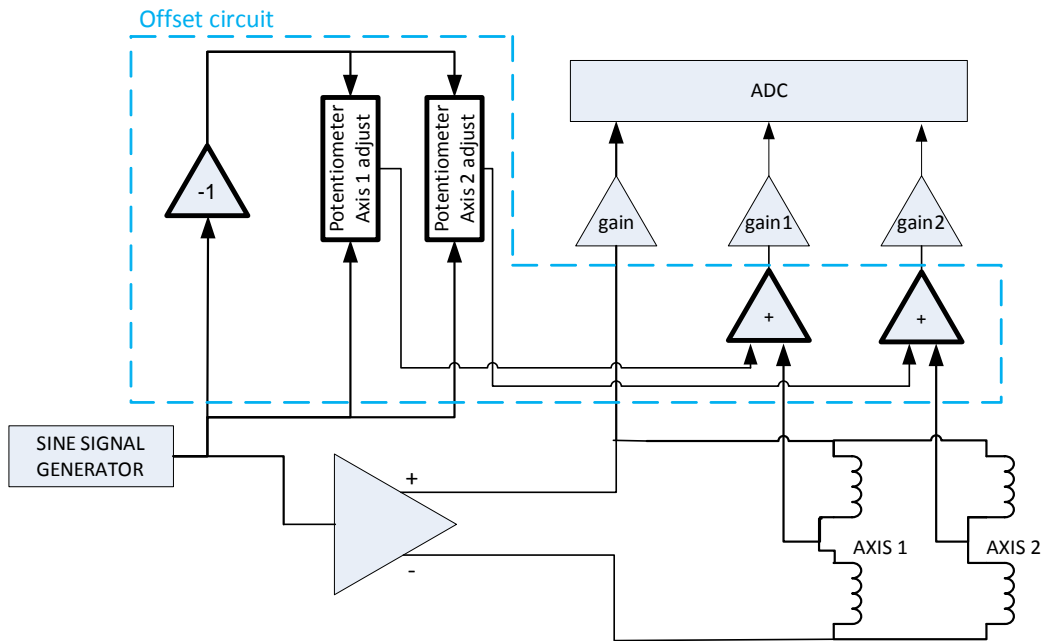 Offset circuit
ADC
Potentiometer
Axis 1 adjust
Potentiometer
Axis 2 adjust
-1
gain
gain1
gain2
+
+
SINE SIGNAL
GENERATOR
+
-
AXIS 1
AXIS 2